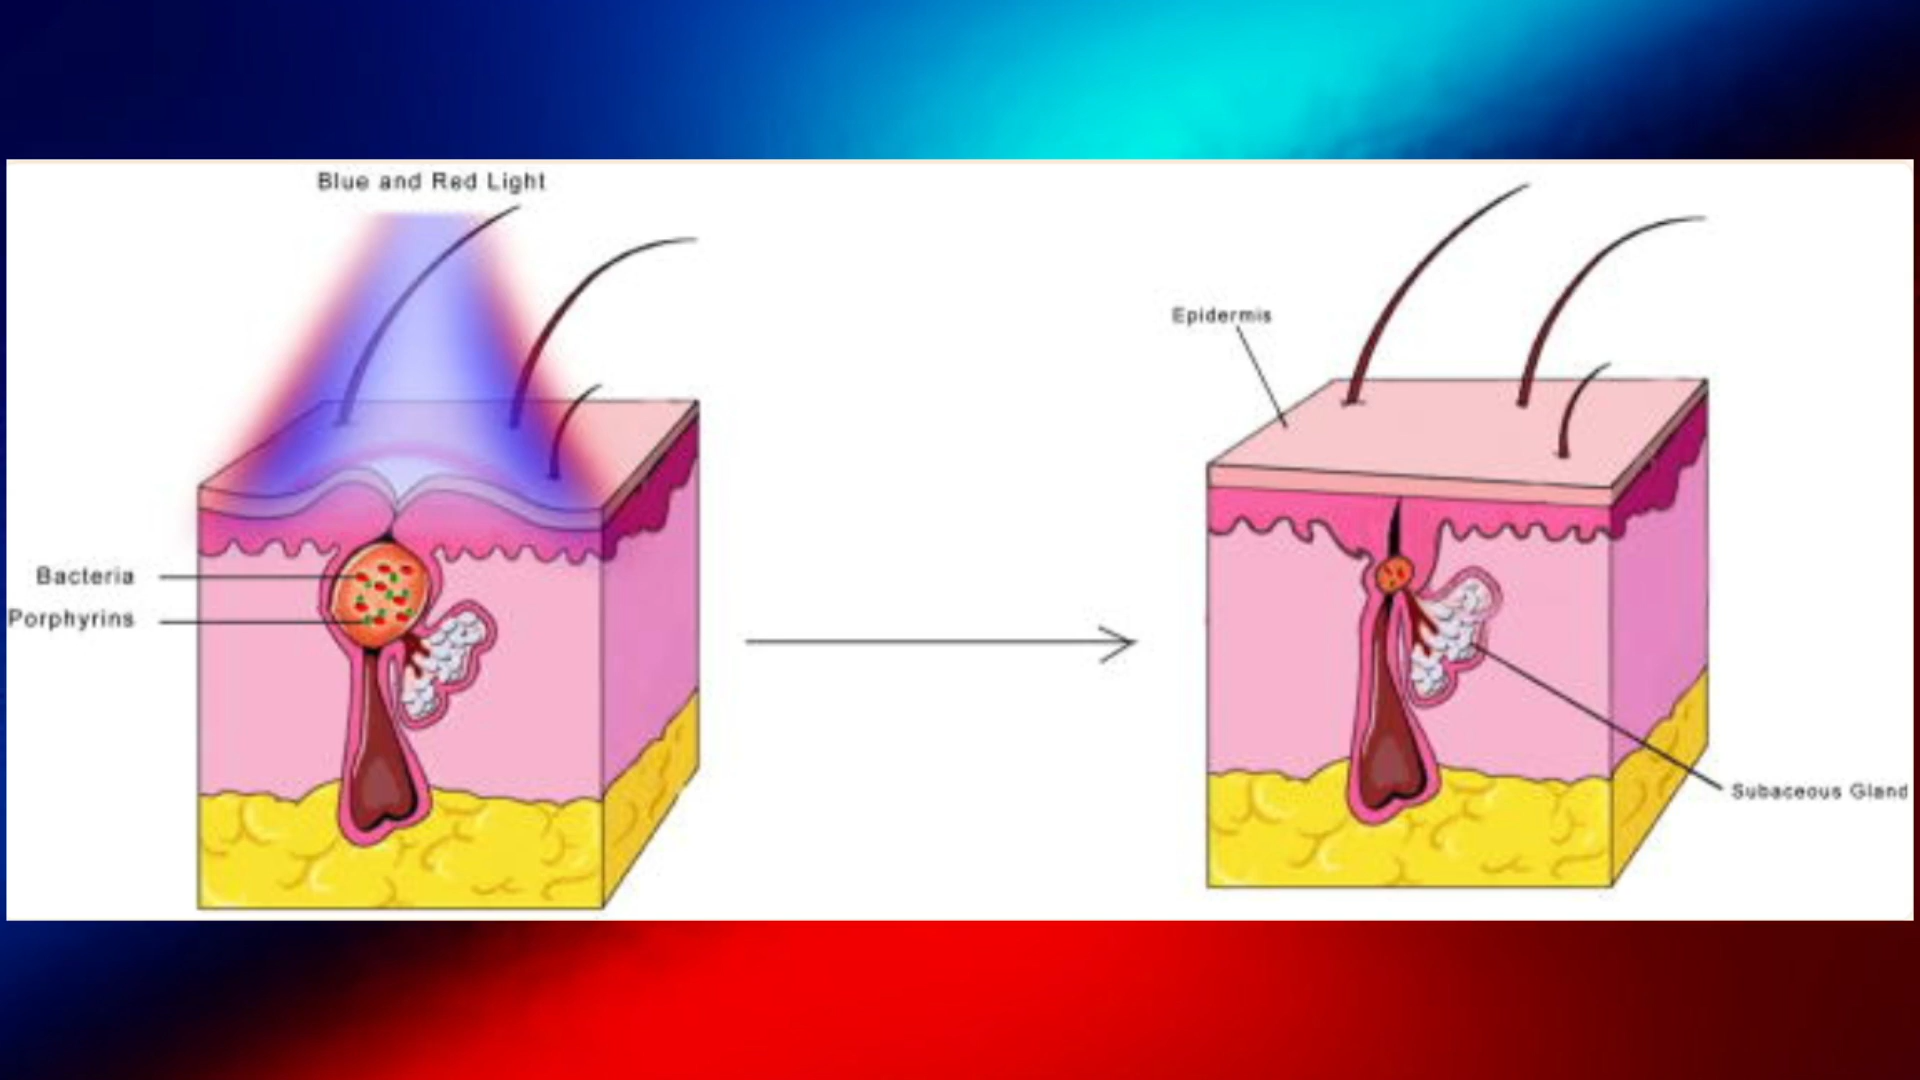 Blue and Red Light
Epidermis
Bacteria
Porphyrins
Subaceous Gland